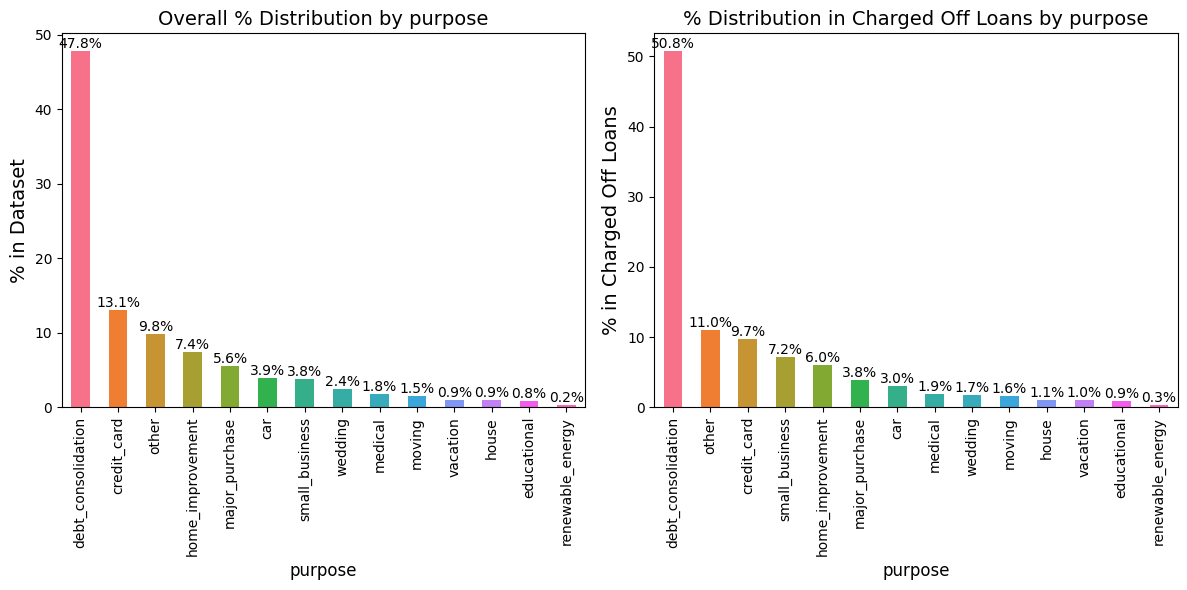 Overall % Distribution by purpose
% in Dataset
50
40
30
20
10
0
47.8%
13.1%
9.8%
7.4%
5.6%
3.9%
3.8%
2.4%
1.8%
1.5%
0.9%
0.9%
0.8%
0.2%
debt_consolidation
credit_card
other
home_improvement
major_purchase
car
small_business
wedding
medical
moving
vacation
house
educational
renewable_energy
purpose
% Distribution in Charged Off Loans by purpose
% in Charged Off Loans
50
40
30
20
10
0
50.8%
11.0%
9.7%
7.2%
6.0%
3.8%
3.0%
1.9%
1.7%
1.6%
1.1%
1.0%
0.9%
0.3%
debt_consolidation
other
credit_card
small_business
home_improvement
major_purchase
car
medical
wedding
moving
house
vacation
educational
renewable_energy
purpose